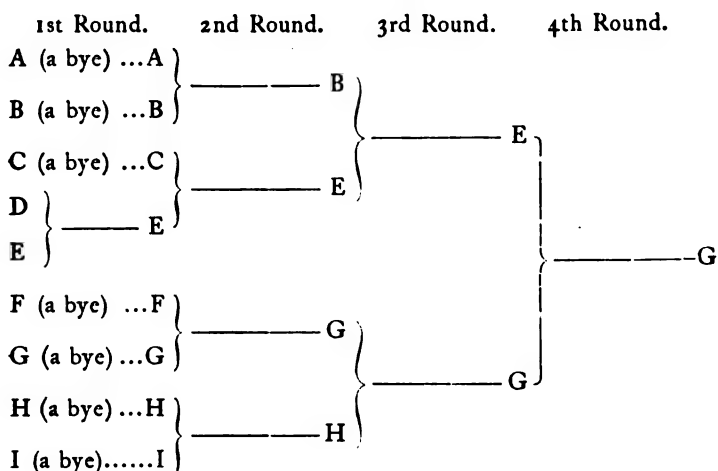 1st Round. 2nd Round. 3rd Round. 4th Round.
A (a bye) ...A
B
B (a bye) ...B
E
C (a bye) ...C
E
D
E
E
G
F (a bye) ...F
G
G (a bye) ...G
G
H (a bye) ...H
H
I (a bye)......I